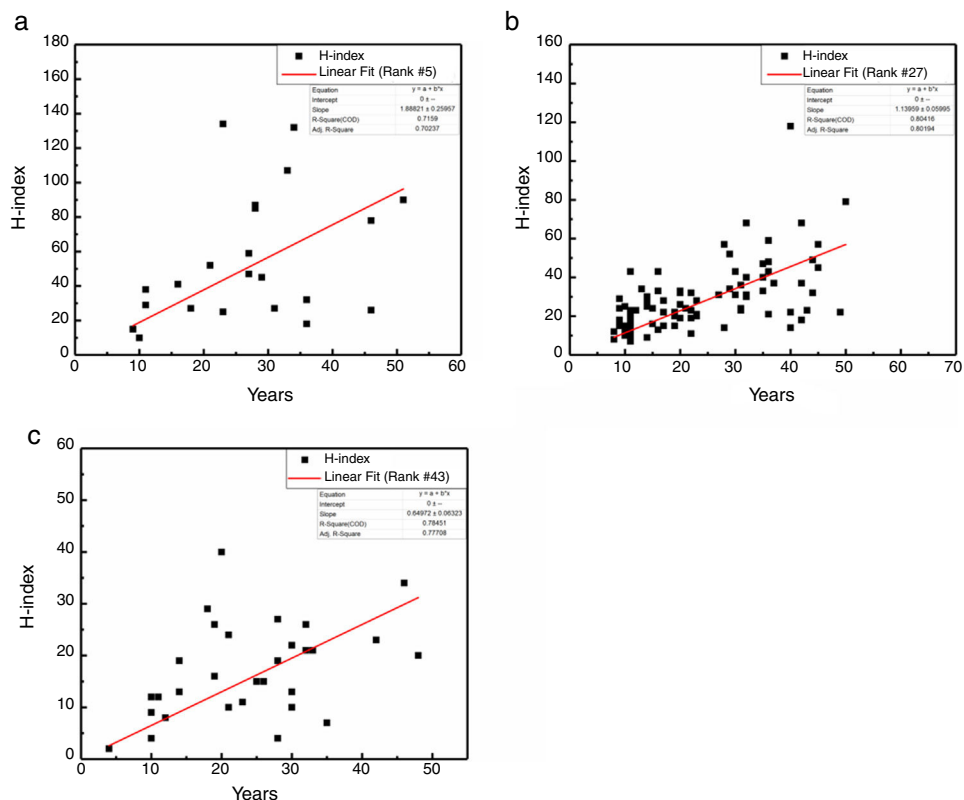 a
180
160
140
120
100
80
60
40
20
0
H-index
H-index
Linear Fit (Rank #5)
Equation y = a + b*x
Intercept 0 ± --
Slope 1.88821 ± 0.25957
R-Square(COD) 0.7159
Adj. R-Square 0.70237
0 10 20 30 40 50 60
Years
b
160
140
120
100
80
60
40
20
0
H-index
H-index
Linear Fit (Rank #27)
Equation y = a + b*x
Intercept 0 ± --
Slope 1.13959 ± 0.05995
R-Square(COD) 0.80416
Adj. R-Square 0.80194
0 10 20 30 40 50 60 70
Years
c
60
50
40
30
20
10
0
H-index
H-index
Linear Fit (Rank #43)
Equation y = a + b*x
Intercept 0 ± --
Slope 0.64972 ± 0.06323
R-Square(COD) 0.78451
Adj. R-Square 0.77708
0 10 20 30 40 50
Years